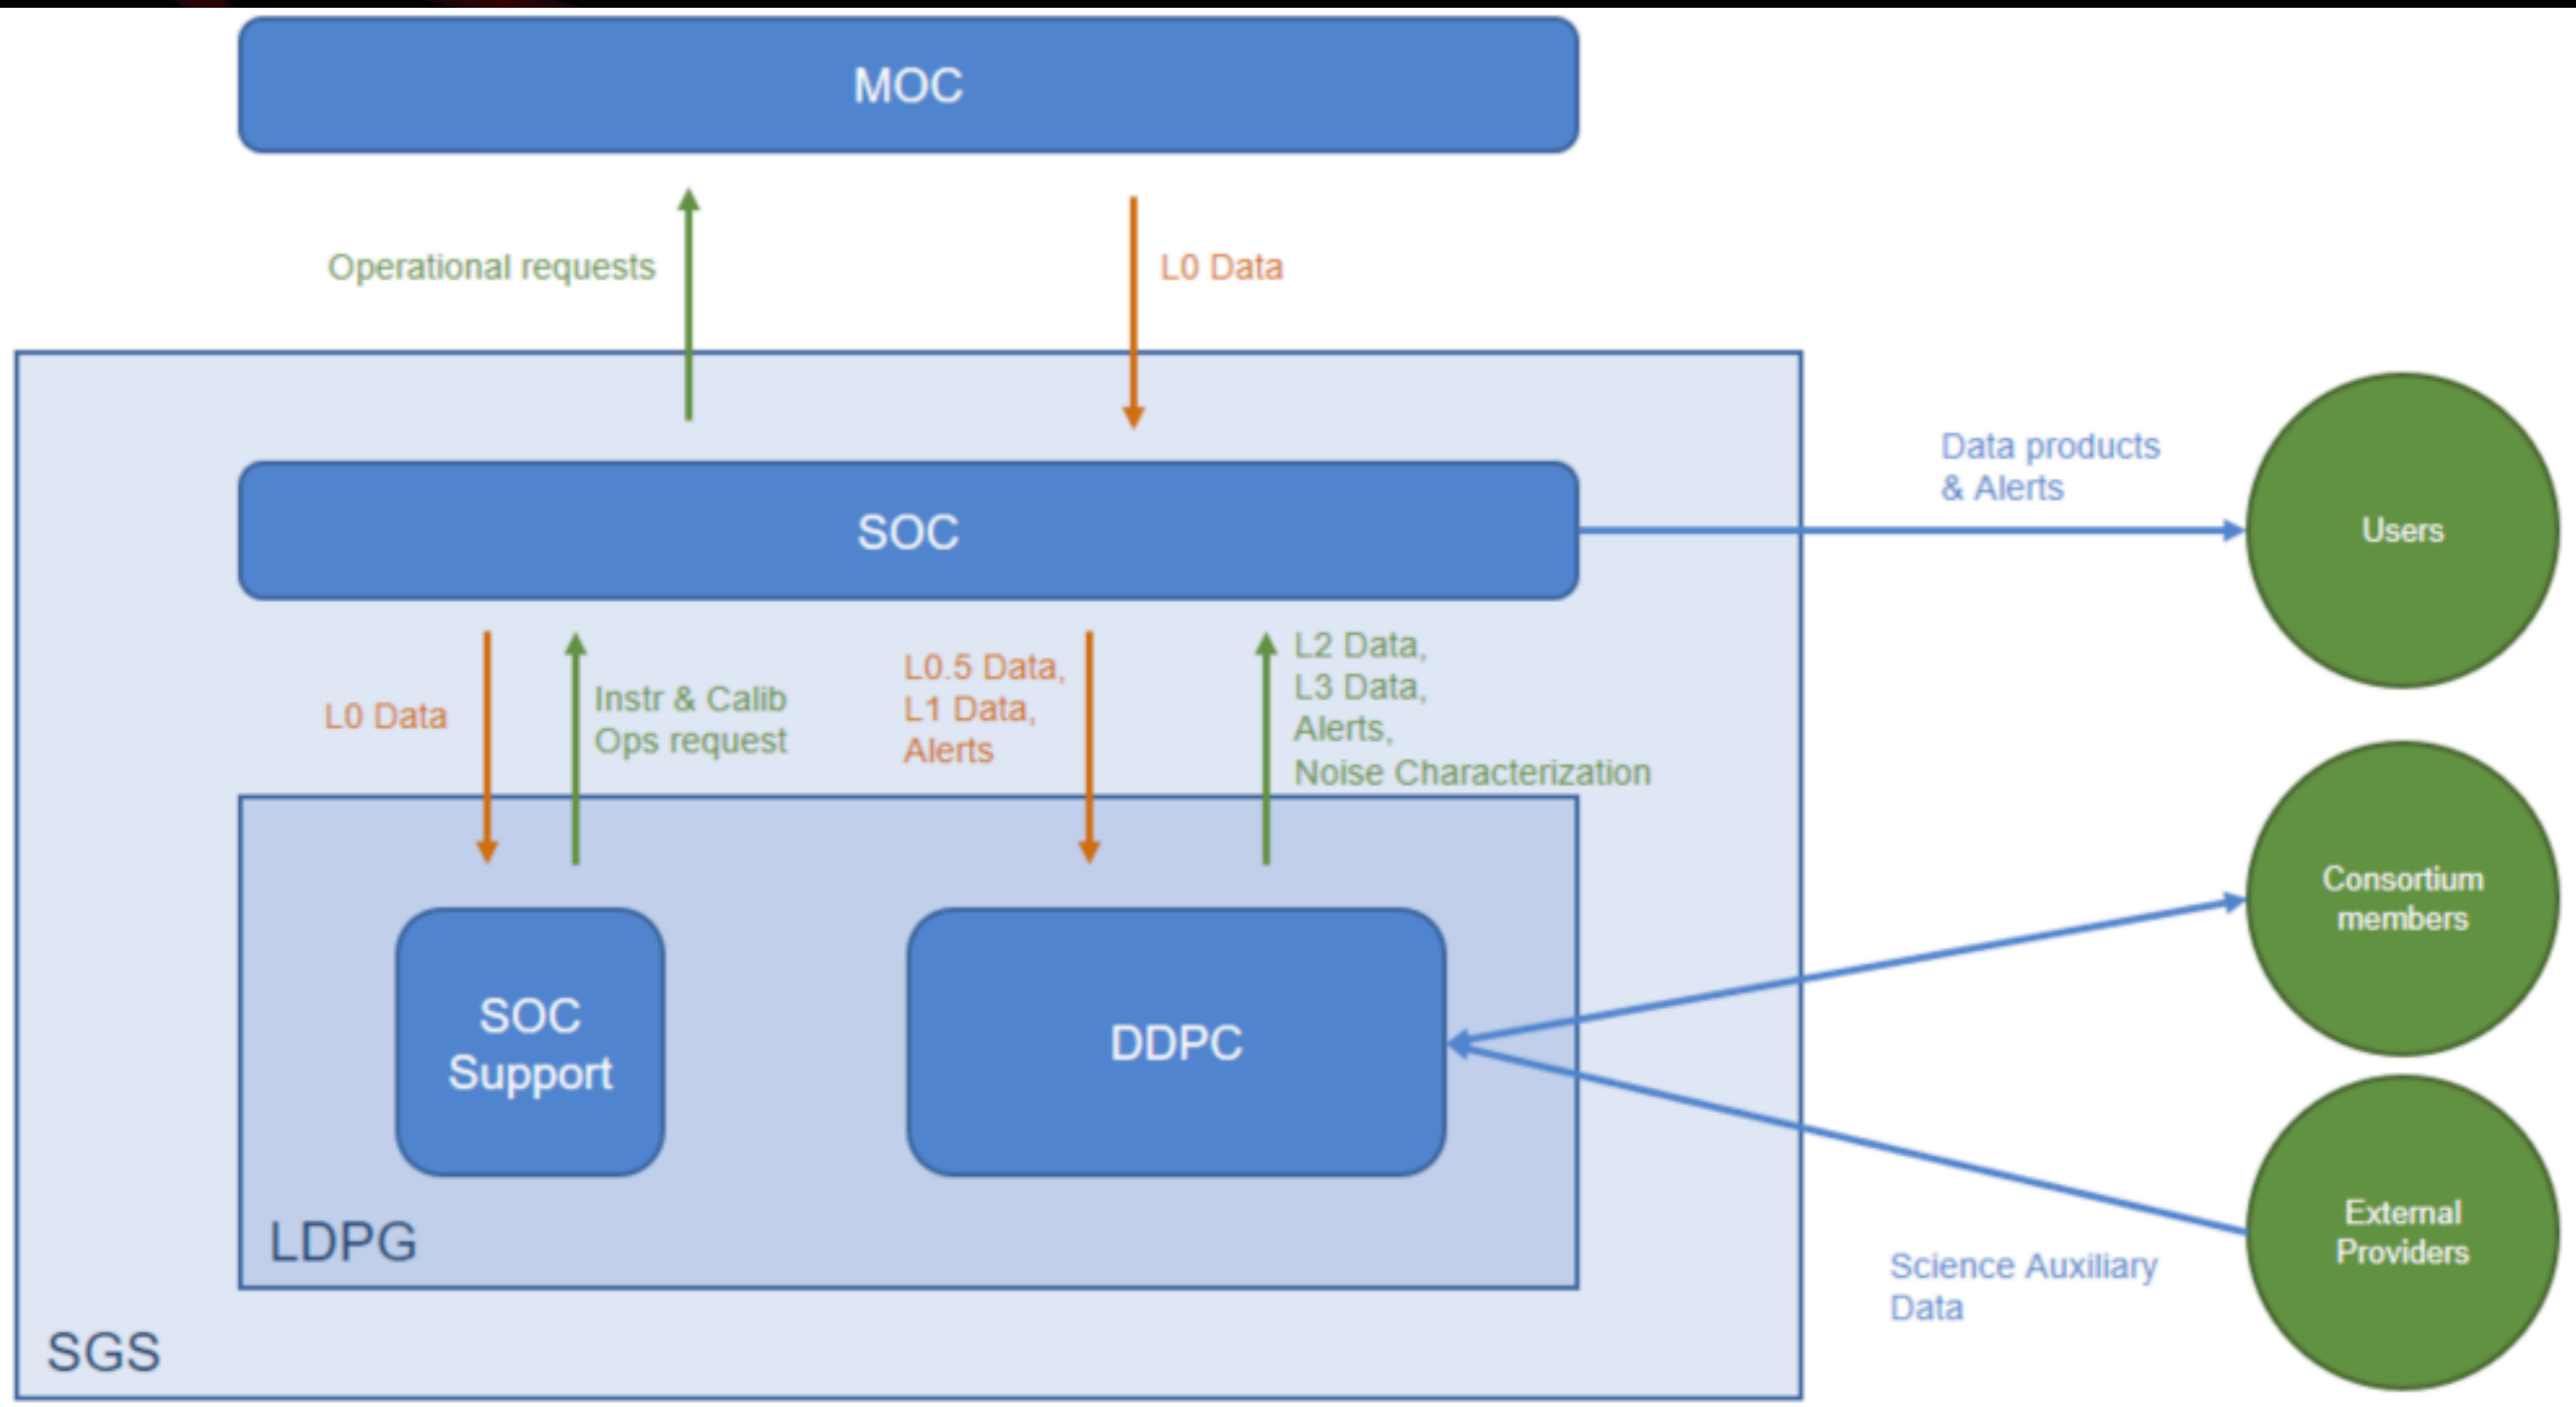 MOC
Operational requests
L0 Data
SOC
Data products
& Alerts
Users
L0 Data
Instr & Calib
Ops request
L0.5 Data,
L1 Data,
Alerts
L2 Data,
L3 Data,
Alerts,
Noise Characterization
Consortium
members
SOC
Support
DDPC
External
Providers
Science Auxiliary
Data
LDPG
SGS